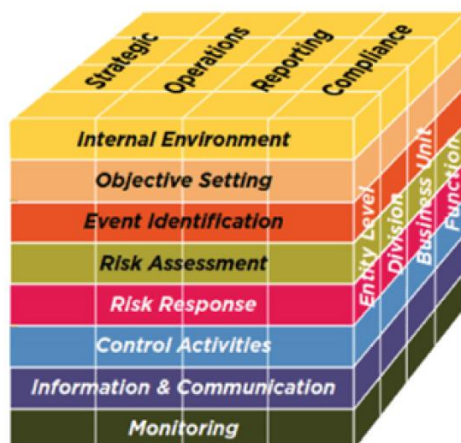 Strategic
Operations
Reporting
Compliance
Internal Environment
Objective Setting
Event Identification
Risk Assessment
Risk Response
Control Activities
Information & Communication
Monitoring
Entity Level
Division
Business Unit
Function